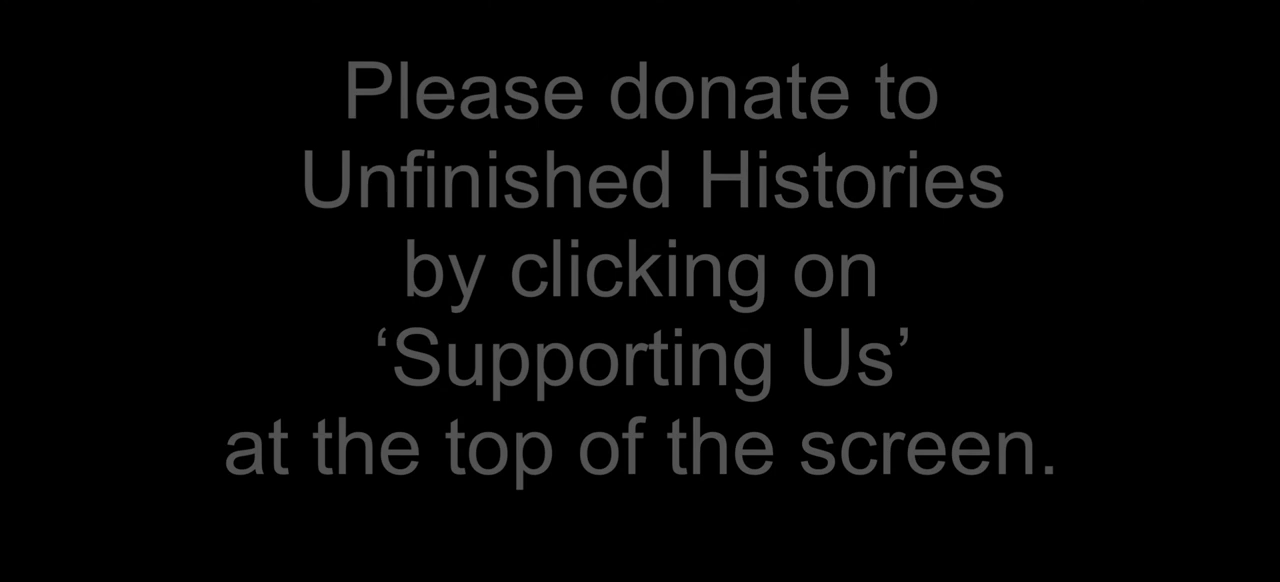 Please donate to
Unfinished Histories
by clicking on
‘Supporting Us’
at the top of the screen.